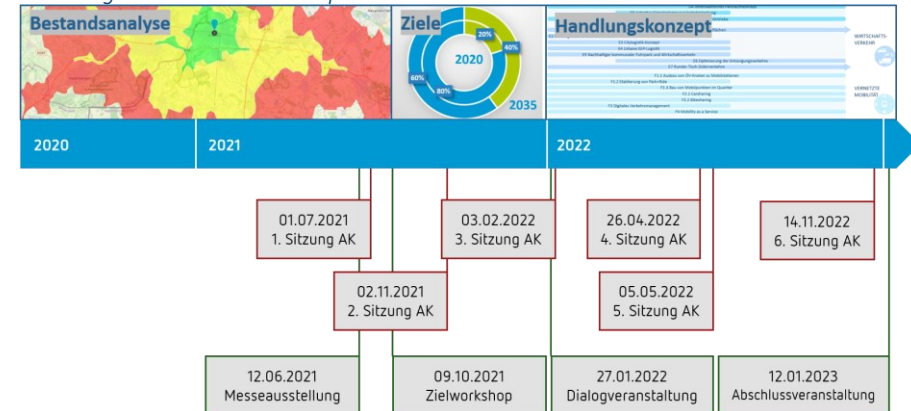 Bestandsanalyse
Ziele
Handlungskonzept
20%
40%
2020
60%
80%
2035
WIRTSCHAFTS-
VERKEHR
VERNETZTE
MOBILITÄT
2020
2021
2022
01.07.2021
1. Sitzung AK
03.02.2022
3. Sitzung AK
26.04.2022
4. Sitzung AK
14.11.2022
6. Sitzung AK
02.11.2021
2. Sitzung AK
05.05.2022
5. Sitzung AK
12.06.2021
Messeausstellung
09.10.2021
Zielworkshop
27.01.2022
Dialogveranstaltung
12.01.2023
Abschlussveranstaltung